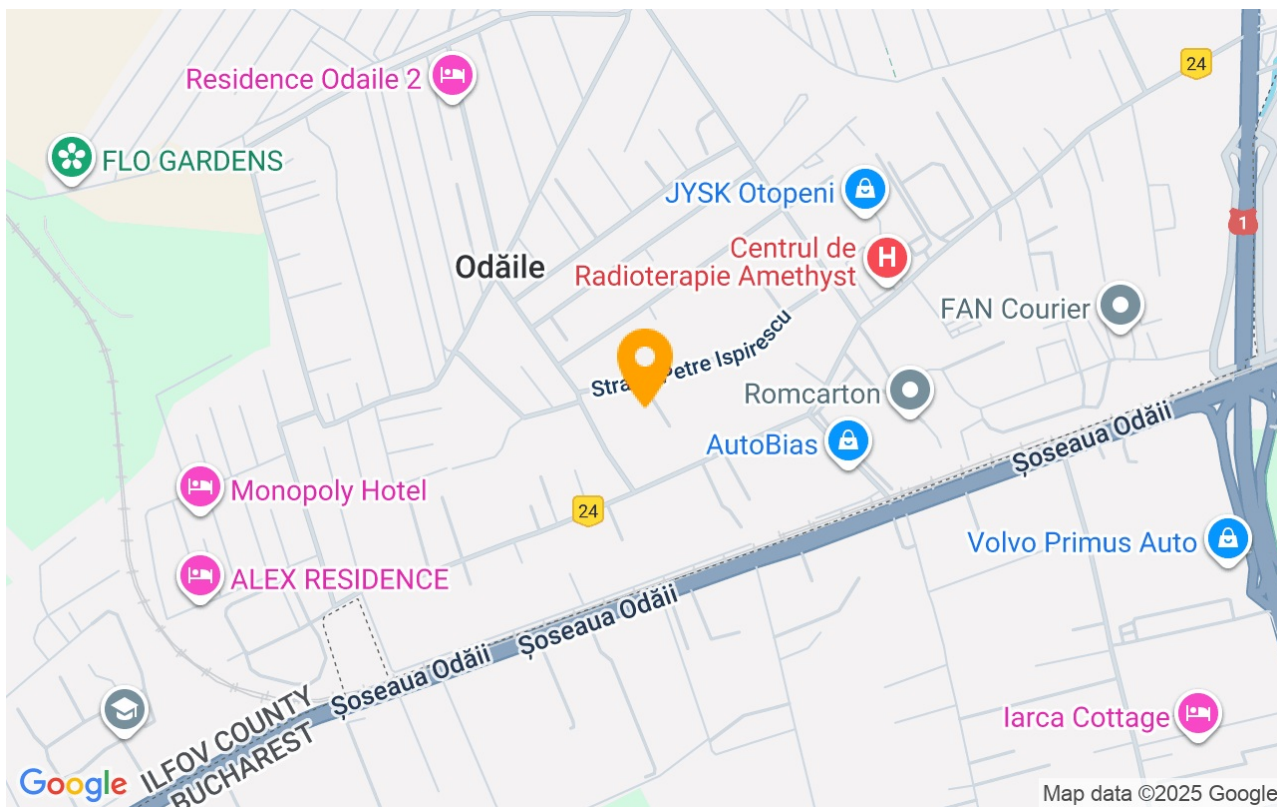 24
Residence Odaile 2
FLO GARDENS
JYSK Otopeni
1
Centrul de
Radioterapie Amethyst
Odăile
FAN Courier
Petre Ispirescu
Romcarton
AutoBias
Șoseaua Odăii
Monopoly Hotel
24
Volvo Primus Auto
ALEX RESIDENCE
Șoseaua Odăii
Șoseaua Odăii
Iarca Cottage
ILFOV COUNTY
BUCHAREST
Google
Map data ©2025 Google